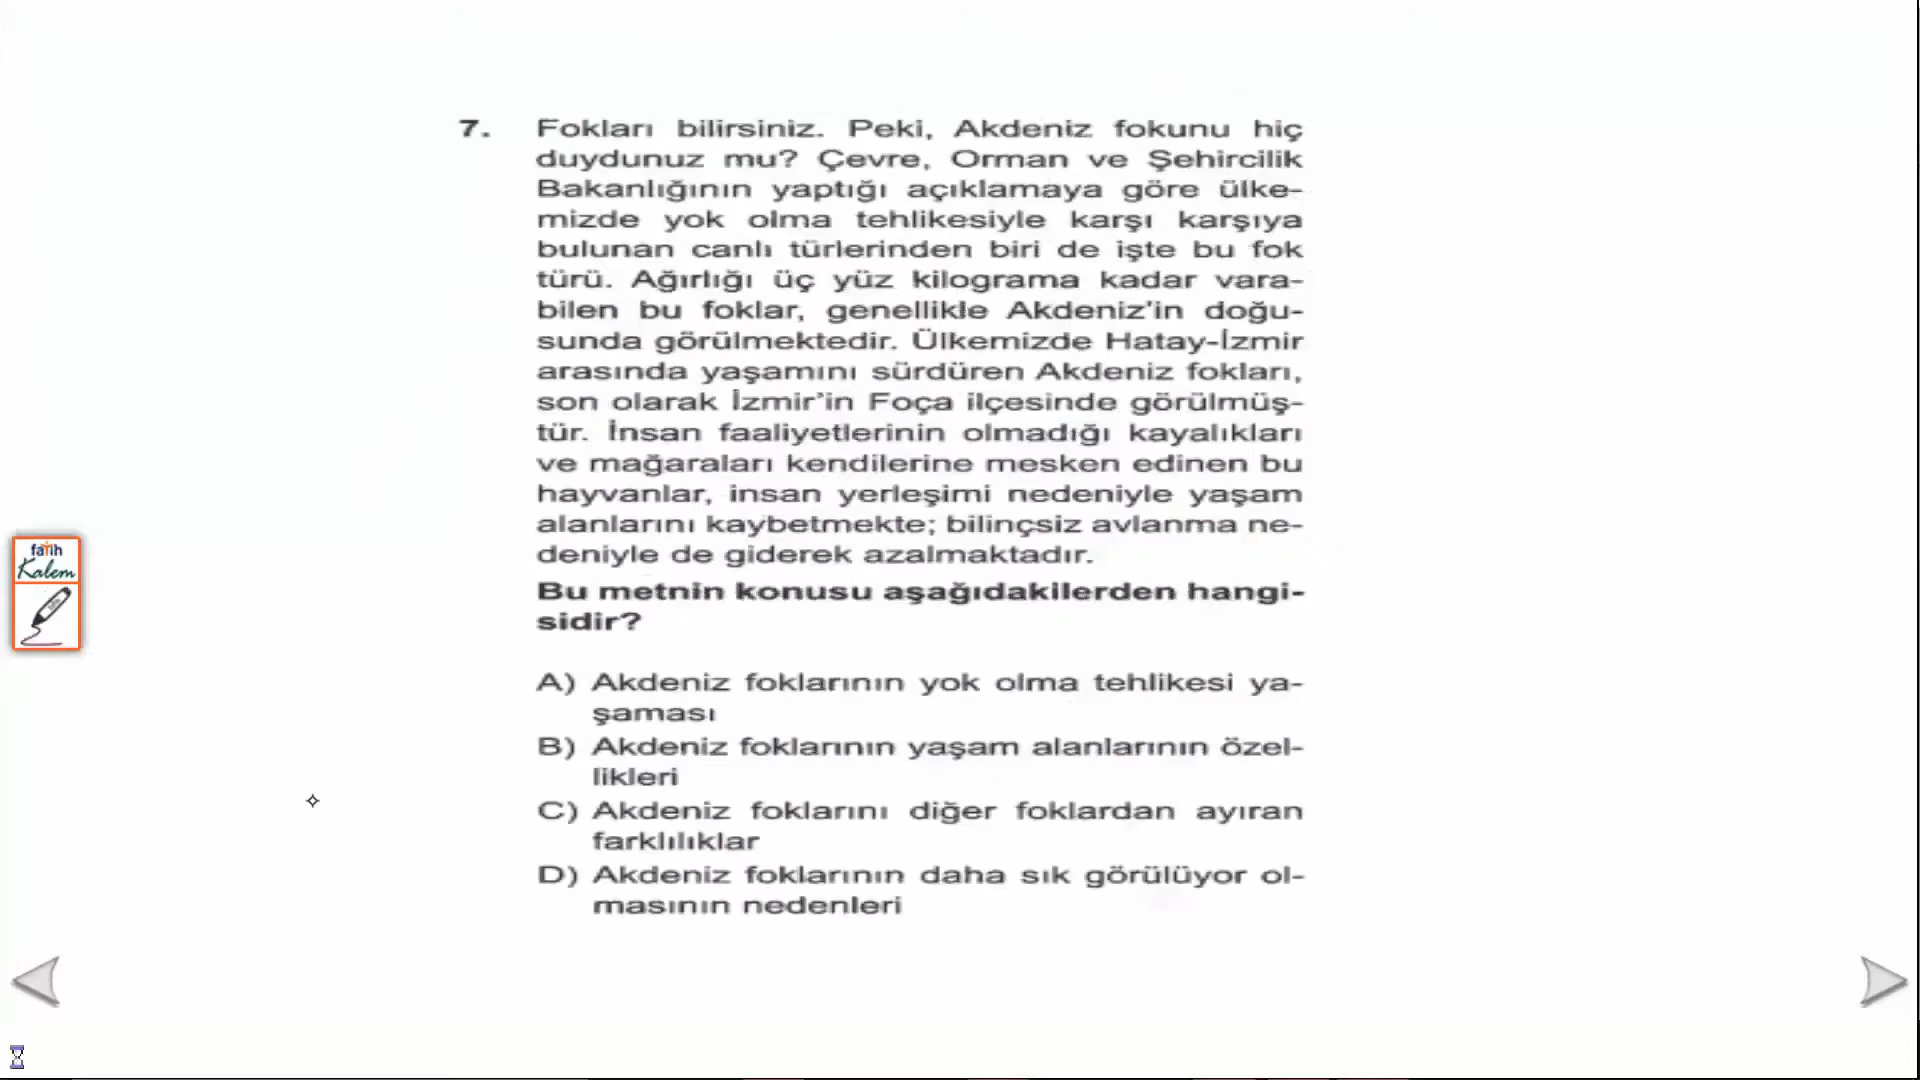 7. Fokları bilirsiniz. Peki, Akdeniz fokunu hiç
duydunuz mu? Çevre, Orman ve Şehircilik
Bakanlığının yaptığı açıklamaya göre ülke-
mizde yok olma tehlikesiyle karşı karşıya
bulunan canlı türlerinden biri de işte bu fok
türü. Ağırlığı üç yüz kilograma kadar vara-
bilen bu foklar, genellikle Akdeniz'in doğu-
sunda görülmektedir. Ülkemizde Hatay-İzmir
arasında yaşamını sürdüren Akdeniz fokları,
son olarak İzmir'in Foça ilçesinde görülmüş-
tür. İnsan faaliyetlerinin olmadığı kayalıkları
ve mağaraları kendilerine mesken edinen bu
hayvanlar, insan yerleşimi nedeniyle yaşam
alanlarını kaybetmekte; bilinçsiz avlanma ne-
deniyle de giderek azalmaktadır.
Bu metnin konusu aşağıdakilerden hangi-
sidir?
A) Akdeniz foklarının yok olma tehlikesi ya-
şaması
B) Akdeniz foklarının yaşam alanlarının özel-
likleri
C) Akdeniz foklarını diğer foklardan ayıran
farklılıklar
D) Akdeniz foklarının daha sık görülüyor ol-
masının nedenleri
fatih
Kalem